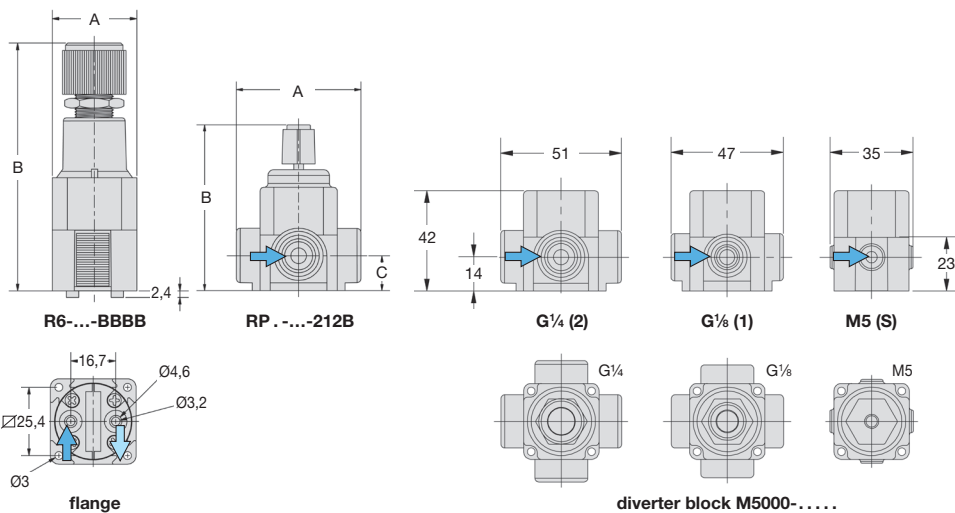 A
B
2,4
R6-...-BBBB
A
B
C
RP . -...-212B
51
42
14
G¼ (2)
47
G⅛ (1)
35
23
M5 (S)
16,7
Ø4,6
Ø3,2
⍁25,4
Ø3
flange
G¼
G⅛
M5
diverter block M5000-.....